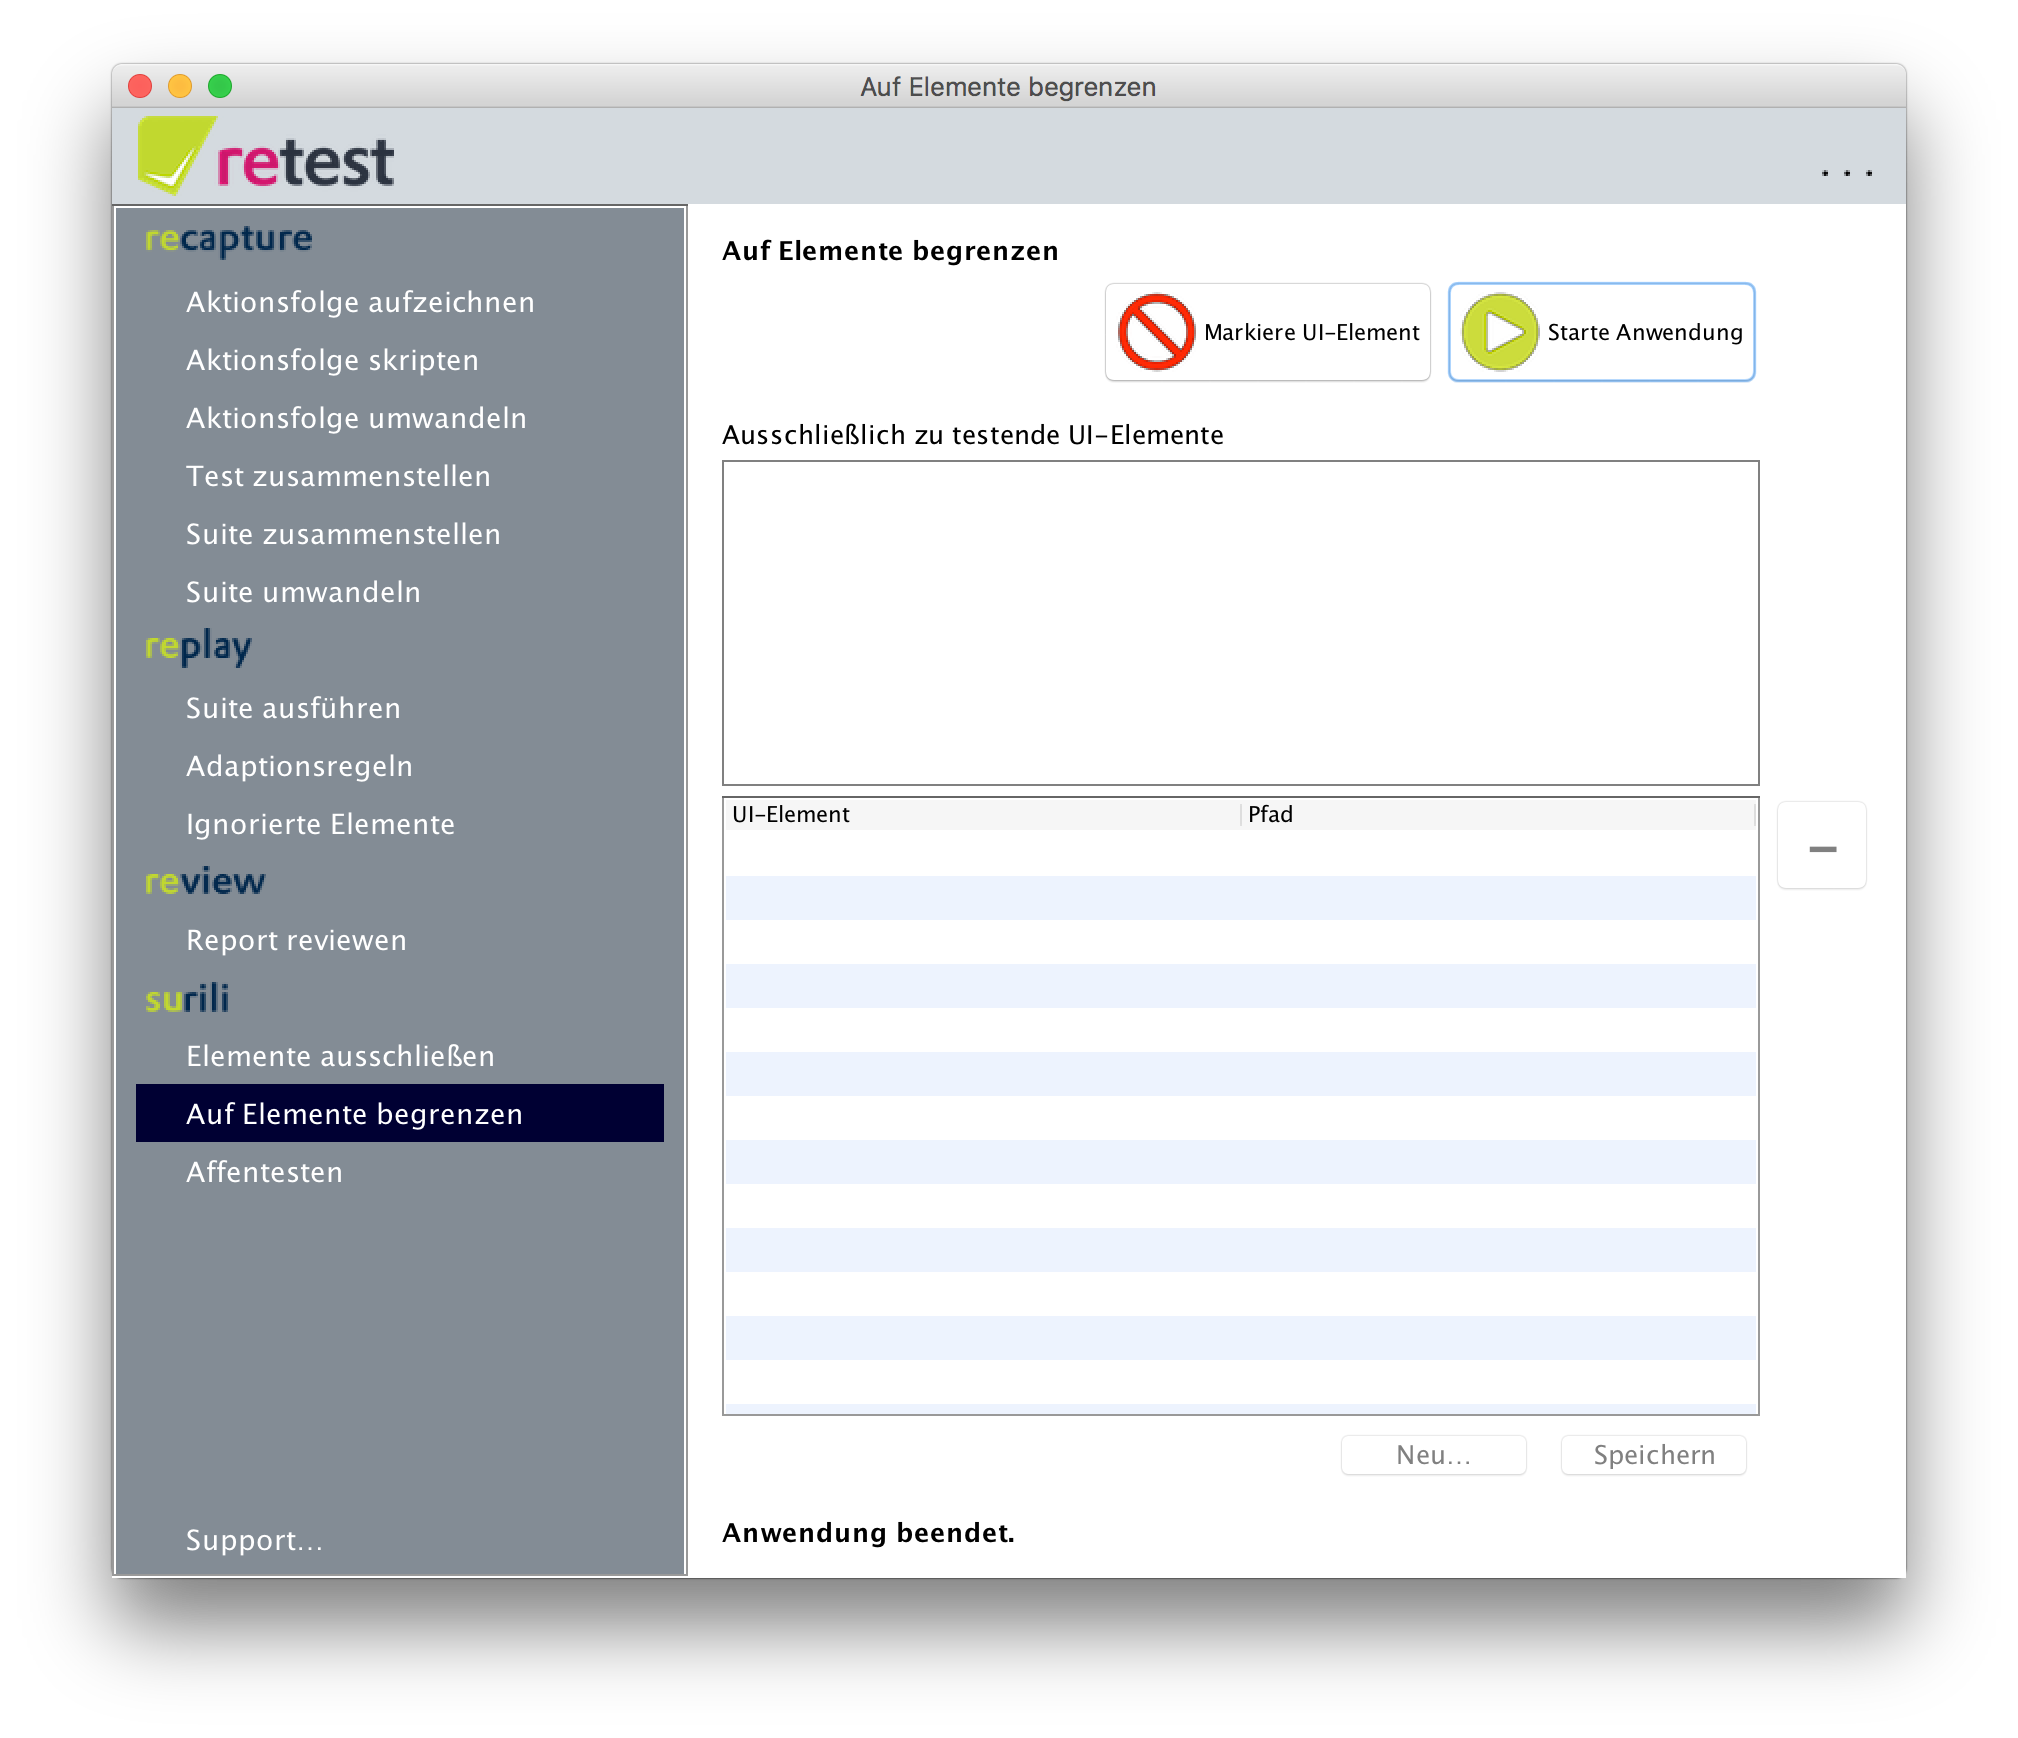 Auf Elemente begrenzen
retest
...
recapture
Aktionsfolge aufzeichnen
Aktionsfolge skripten
Aktionsfolge umwandeln
Test zusammenstellen
Suite zusammenstellen
Suite umwandeln
replay
Suite ausführen
Adaptionsregeln
Ignorierte Elemente
review
Report reviewen
surili
Elemente ausschließen
Auf Elemente begrenzen
Affentesten
Support...
Auf Elemente begrenzen
Markiere UI-Element
Starte Anwendung
Ausschließlich zu testende UI-Elemente
UI-Element Pfad
Neu... Speichern
Anwendung beendet.